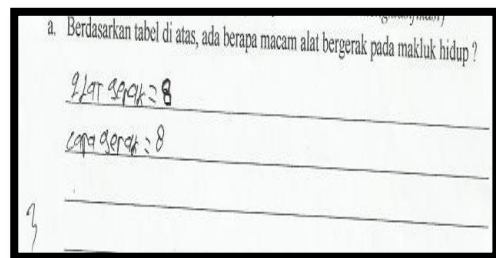 a. Berdasarkan tabel di atas, ada berapa macam alat bergerak pada makluk hidup ?
alat gerak = 8
cara gerak = 8